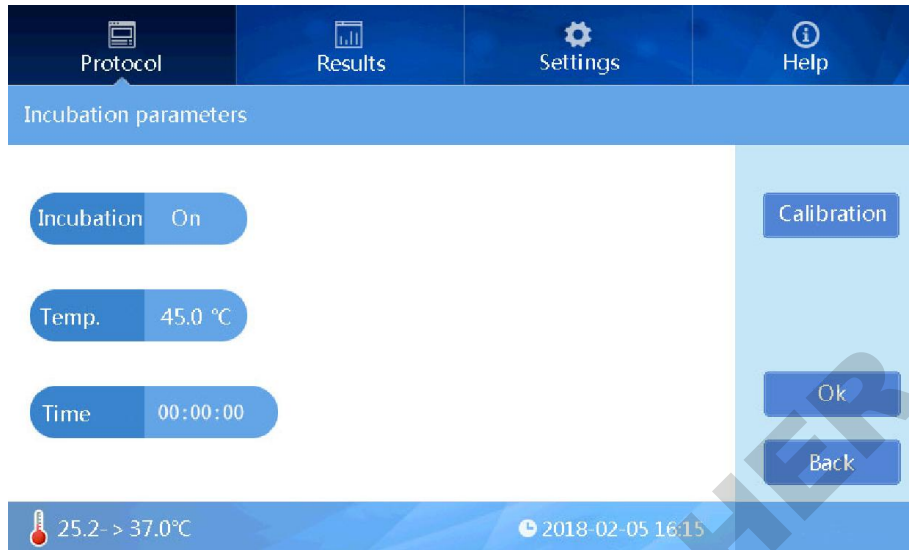 Protocol Results Settings Help
Incubation parameters
Incubation On
Calibration
Temp. 45.0 ℃
Time 00:00:00
Ok
Back
25.2- > 37.0℃ 2018-02-05 16:15
HER